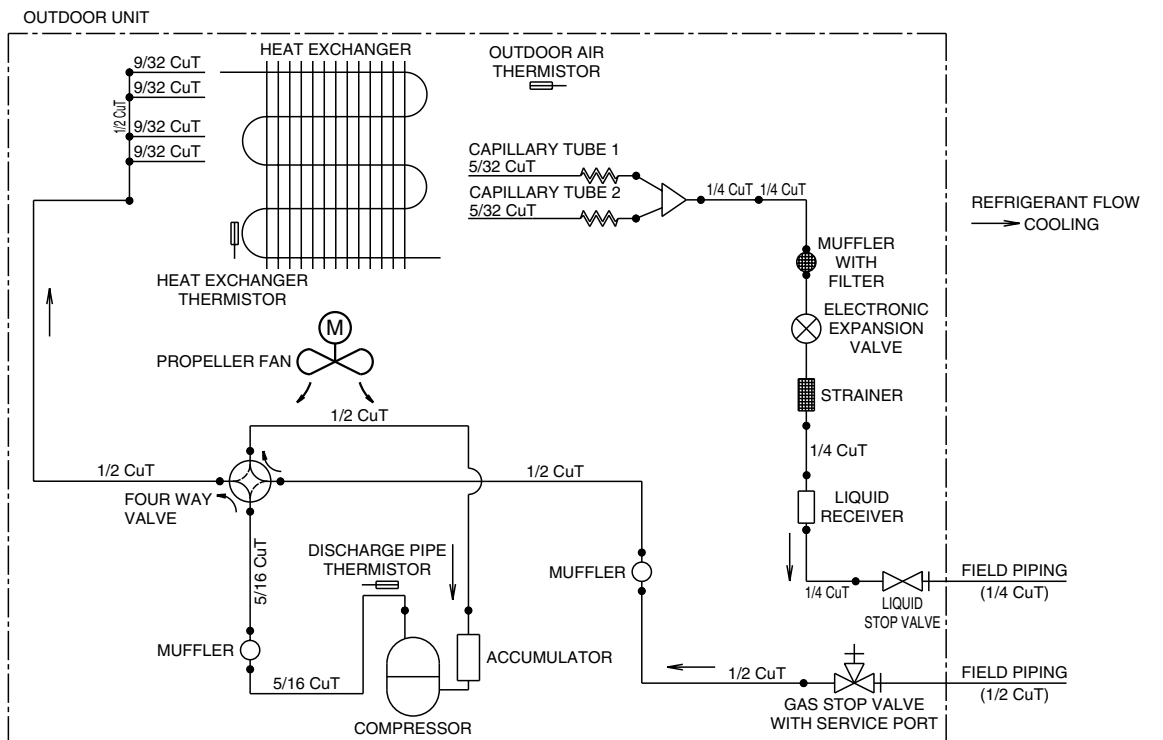 OUTDOOR UNIT
9/32 CuT
9/32 CuT
9/32 CuT
9/32 CuT
1/2 CuT
HEAT EXCHANGER
OUTDOOR AIR
THERMISTOR
CAPILLARY TUBE 1
5/32 CuT
CAPILLARY TUBE 2
5/32 CuT
1/4 CuT
1/4 CuT
REFRIGERANT FLOW
COOLING
MUFFLER
WITH
FILTER
HEAT EXCHANGER
THERMISTOR
M
PROPELLER FAN
ELECTRONIC
EXPANSION
VALVE
STRAINER
1/2 CuT
1/4 CuT
1/2 CuT
1/2 CuT
FOUR WAY
VALVE
LIQUID
RECEIVER
5/16 CuT
DISCHARGE PIPE
THERMISTOR
MUFFLER
1/4 CuT
LIQUID
STOP VALVE
FIELD PIPING
(1/4 CuT)
MUFFLER
ACCUMULATOR
5/16 CuT
COMPRESSOR
1/2 CuT
GAS STOP VALVE
WITH SERVICE PORT
FIELD PIPING
(1/2 CuT)